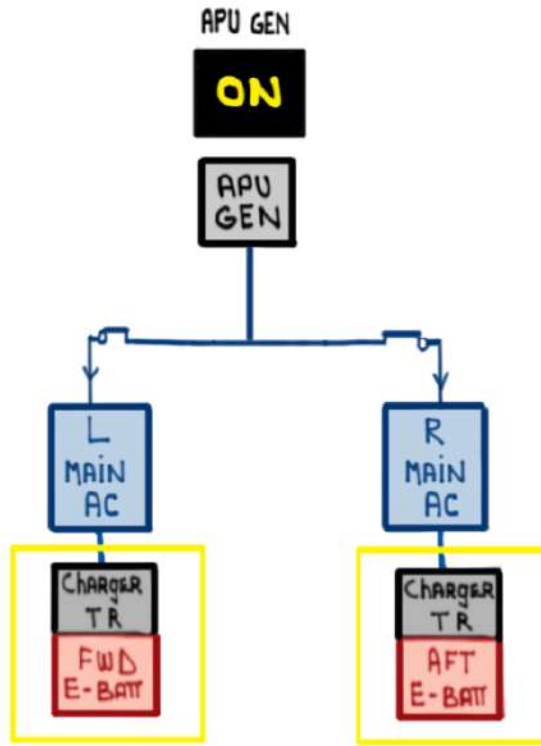 APU GEN
ON
APU
GEN
L
MAIN
AC
R
MAIN
AC
CHARGER
TR
FWD
E-BATT
CHARGER
TR
AFT
E-BATT